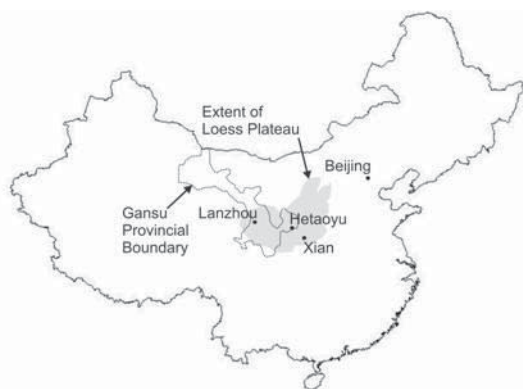 Extent of
Loess Plateau
Beijing
Gansu
Provincial
Boundary
Lanzhou
Hetaoyu
Xian